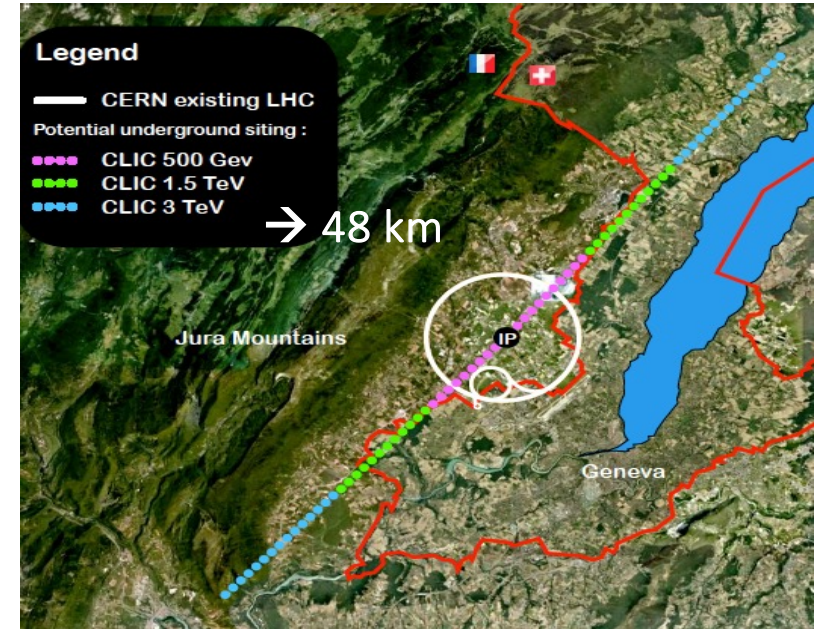 Legend
CERN existing LHC
Potential underground siting :
CLIC 500 Gev
CLIC 1.5 TeV
CLIC 3 TeV
→ 48 km
Jura Mountains
IP
Geneva